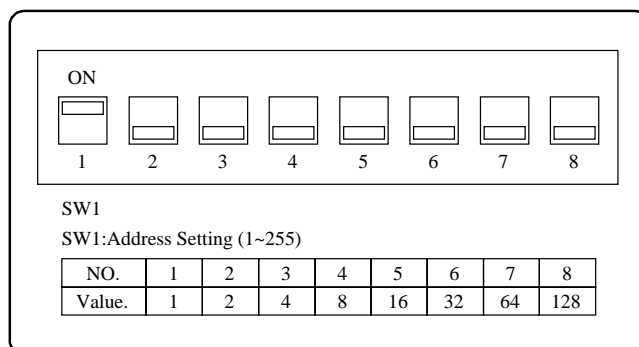 ON
1 2 3 4 5 6 7 8
SW1
SW1:Address Setting (1~255)
NO. 1 2 3 4 5 6 7 8
Value. 1 2 4 8 16 32 64 128